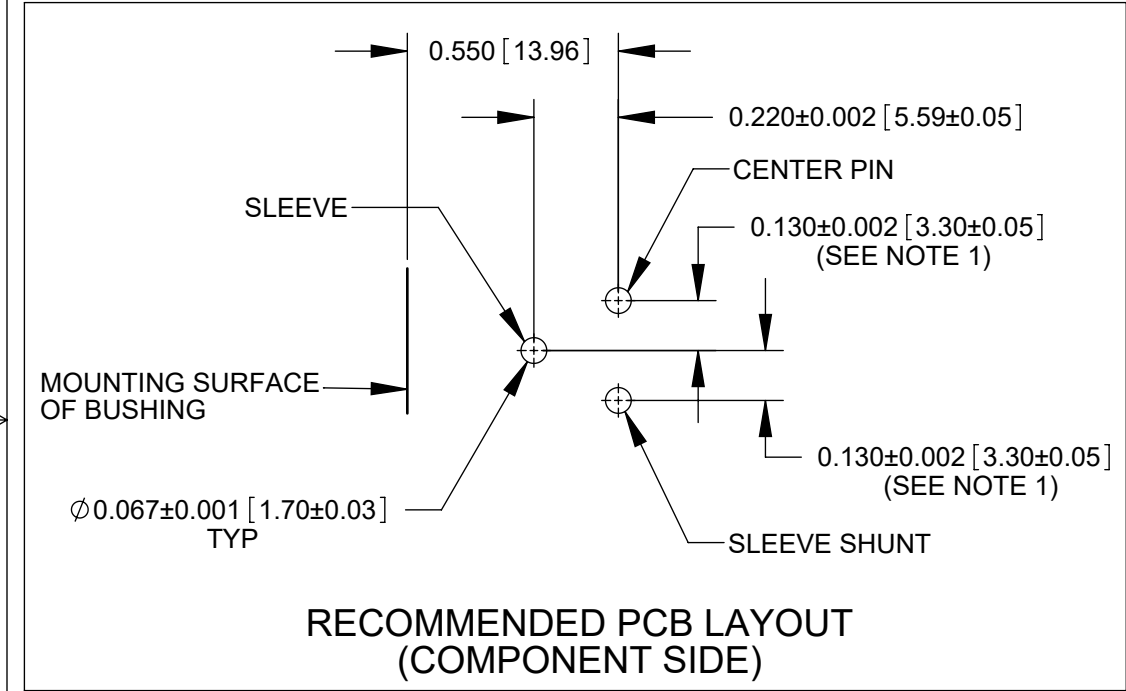 0.550 [13.96]
0.220±0.002 [5.59±0.05]
CENTER PIN
SLEEVE
0.130±0.002 [3.30±0.05]
(SEE NOTE 1)
MOUNTING SURFACE
OF BUSHING
0.130±0.002 [3.30±0.05]
(SEE NOTE 1)
∅0.067±0.001 [1.70±0.03]
TYP
SLEEVE SHUNT
RECOMMENDED PCB LAYOUT
(COMPONENT SIDE)